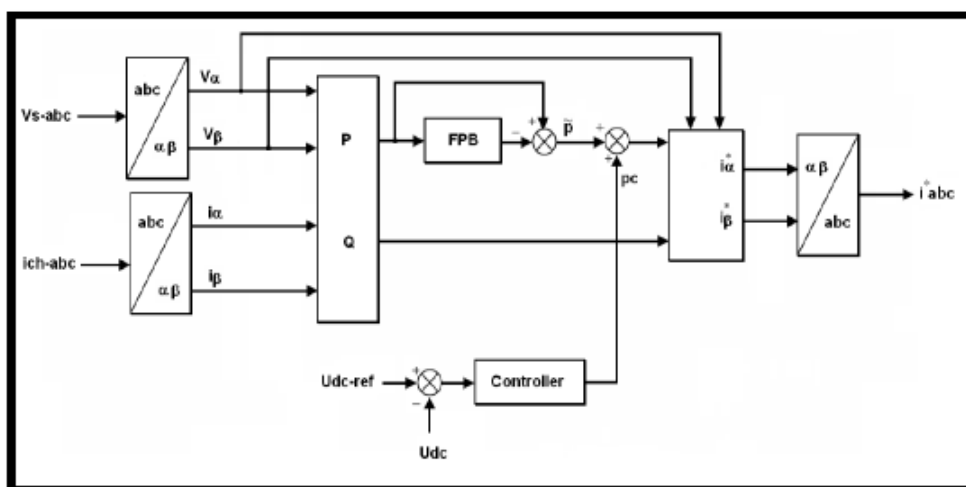 abc
αβ
Vs-abc
Vα
Vβ
abc
αβ
ich-abc
iα
iβ
P
Q
FPB
−
+
p̃
+
+
pc
i*α
i*β
αβ
abc
i*abc
Udc-ref
+
−
Udc
Controller